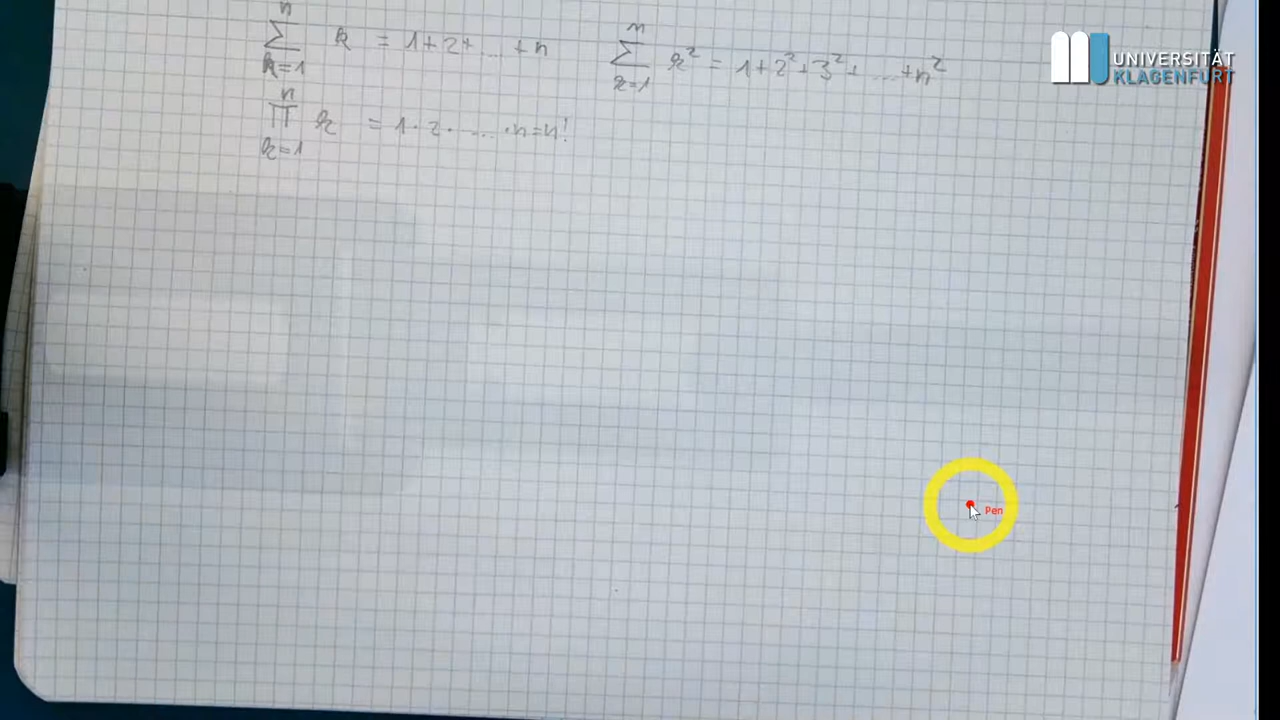 n n
∑ k = 1+2+...+n ∑ k² = 1+2²+3²+...+n²
k=1 k=1
n
∏ k = 1·2·...·n=n!
k=1
UNIVERSITÄT
KLAGENFURT
Pen